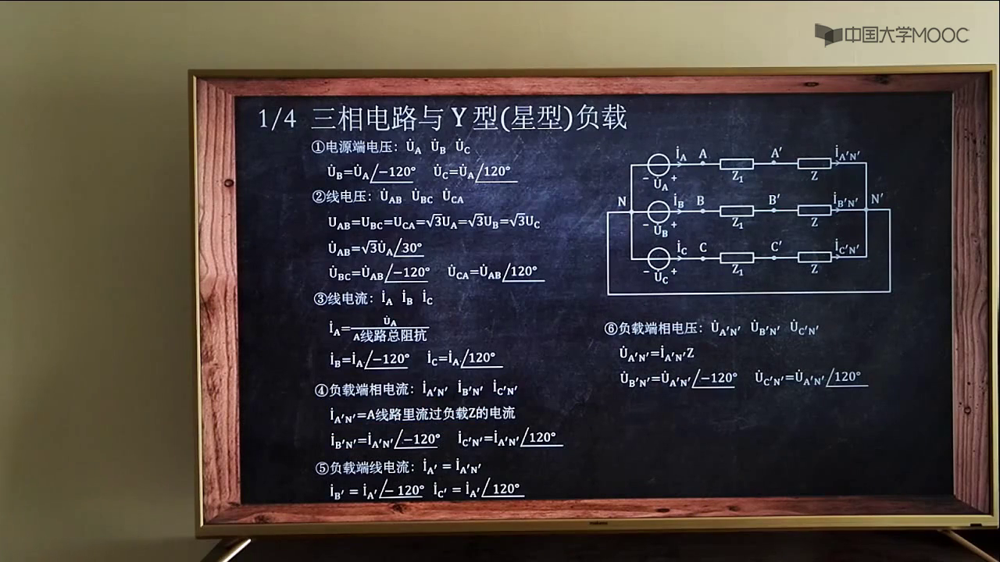 中国大学MOOC
1/4 三相电路与 Y 型(星型)负载
①电源端电压: U̇A U̇B U̇C
U̇B=U̇A/−120° U̇C=U̇A/120°
②线电压: U̇AB U̇BC U̇CA
UAB=UBC=UCA=√3UA=√3UB=√3UC
U̇AB=√3U̇A/30°
U̇BC=U̇AB/−120° U̇CA=U̇AB/120°
③线电流: İA İB İC
İA=U̇A/A线路总阻抗
İB=İA/−120° İC=İA/120°
④负载端相电流: İA′N′ İB′N′ İC′N′
İA′N′=A线路里流过负载Z的电流
İB′N′=İA′N′/−120° İC′N′=İA′N′/120°
⑤负载端线电流: İA′ = İA′N′
İB′ = İA′/−120° İC′ = İA′/120°
İA A A′ İA′N′
− U̇A + Z1 Z
N İB B B′ İB′N′ N′
− U̇B + Z1 Z
İC C C′ İC′N′
− U̇C + Z1 Z
⑥负载端相电压: U̇A′N′ U̇B′N′ U̇C′N′
U̇A′N′=İA′N′Z
U̇B′N′=U̇A′N′/−120° U̇C′N′=U̇A′N′/120°